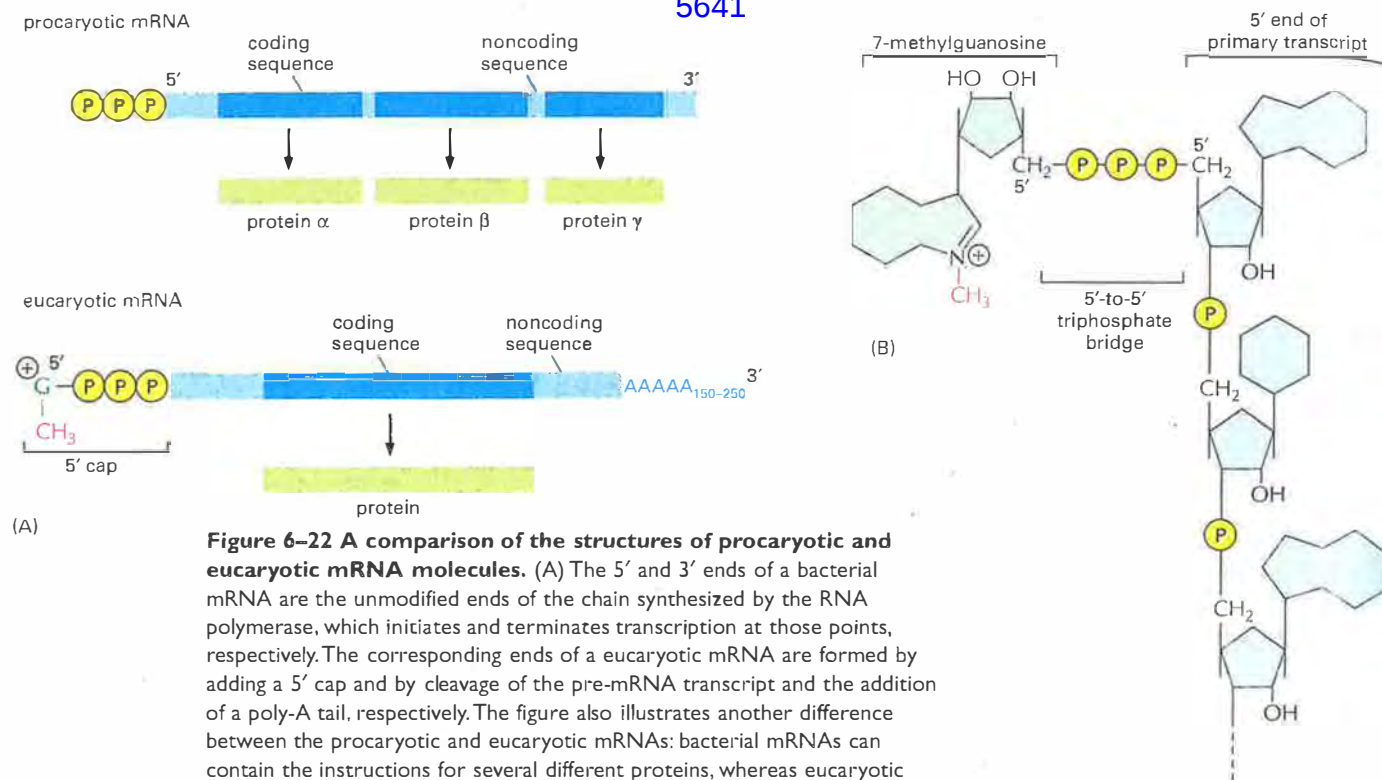 5641
procaryotic mRNA
coding
sequence
noncoding
sequence
5′
3′
P P P
protein α
protein β
protein γ
eucaryotic mRNA
coding
sequence
noncoding
sequence
+
5′
G
P P P
CH3
5′ cap
AAAAA150–250
3′
protein
(A)
7-methylguanosine
5′ end of
primary transcript
HO OH
CH2
5′
P P P
5′
CH2
N
+
CH3
OH
5′-to-5′
triphosphate
bridge
P
CH2
OH
P
CH2
OH
(B)
Figure 6–22 A comparison of the structures of procaryotic and
eucaryotic mRNA molecules. (A) The 5′ and 3′ ends of a bacterial
mRNA are the unmodified ends of the chain synthesized by the RNA
polymerase, which initiates and terminates transcription at those points,
respectively. The corresponding ends of a eucaryotic mRNA are formed by
adding a 5′ cap and by cleavage of the pre-mRNA transcript and the addition
of a poly-A tail, respectively. The figure also illustrates another difference
between the procaryotic and eucaryotic mRNAs: bacterial mRNAs can
contain the instructions for several different proteins, whereas eucaryotic